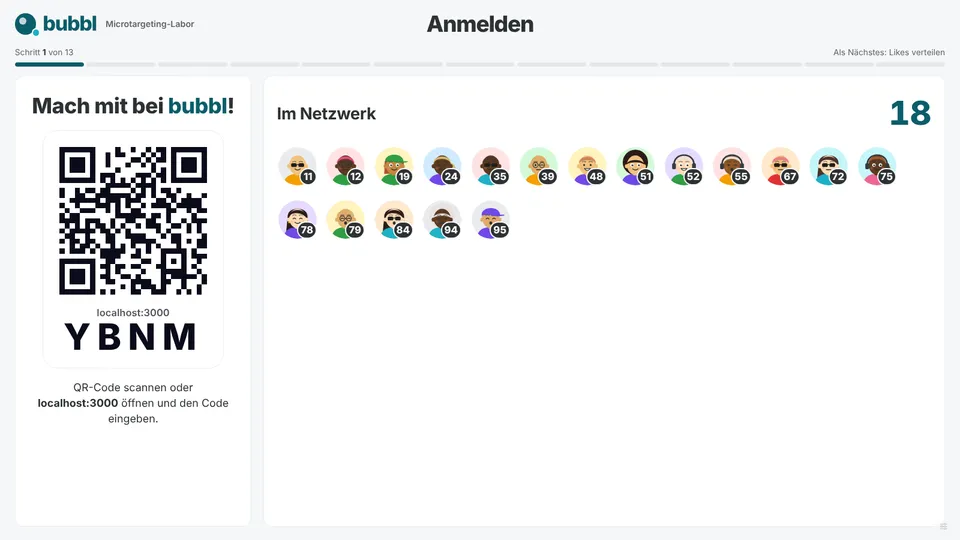 bubbl Microtargeting-Labor
Anmelden
Schritt 1 von 13
Als Nächstes: Likes verteilen
Mach mit bei bubbl!
localhost:3000
YBNM
QR-Code scannen oder
localhost:3000 öffnen und den Code
eingeben.
Im Netzwerk
18
11 12 19 24 35 39 48 51 52 55 67 72 75
78 79 84 94 95